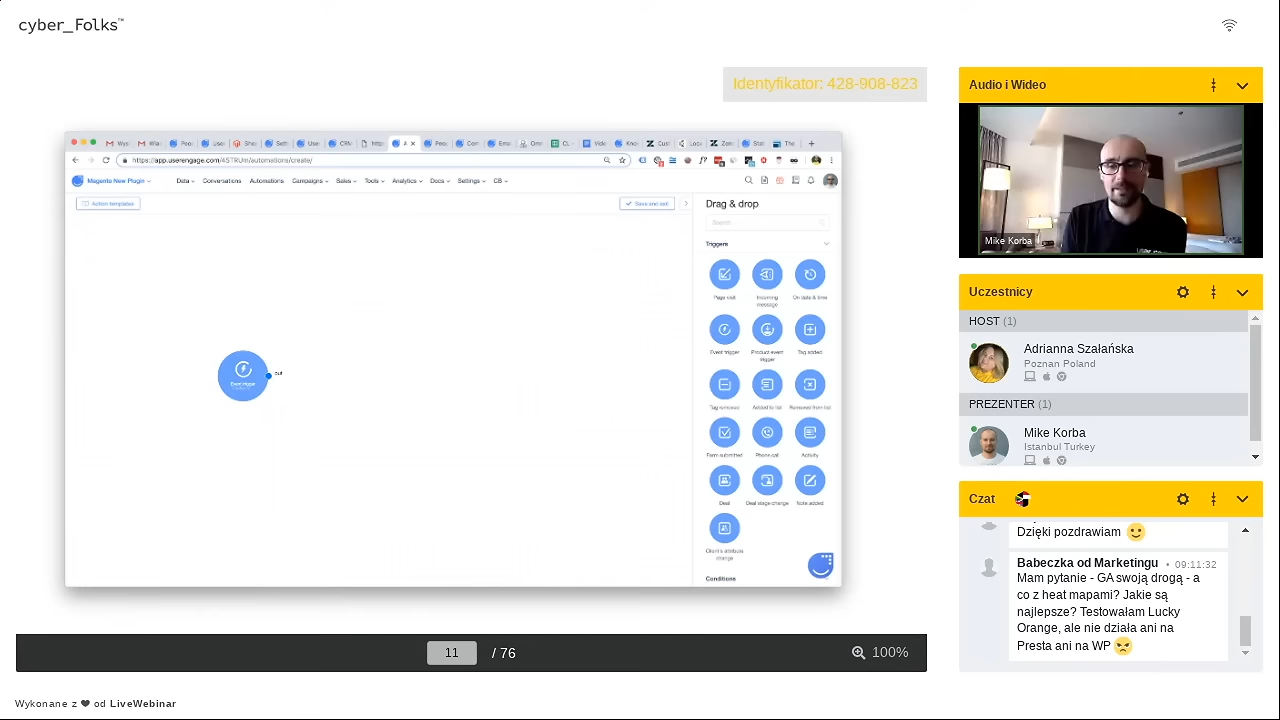 cyber_Folks™
Identyfikator: 428-908-823
https://app.userengage.com/4STRUm/automations/create/
Magento New Plugin
Data
Conversations
Automations
Campaigns
Sales
Tools
Analytics
Docs
Settings
GB
Action templates
Save and exit
Drag & drop
Search
Triggers
Page visit
Incoming message
On date & time
Event trigger
Product event trigger
Tag added
Tag removed
Added to list
Removed from list
Form submitted
Phone call
Activity
Deal
Deal stage change
Note added
Client's attribute change
Conditions
Event trigger
out
11 / 76
100%
Wykonane z od LiveWebinar
Audio i Wideo
Mike Korba
Uczestnicy
HOST (1)
Adrianna Szałańska
Poznan Poland
PREZENTER (1)
Mike Korba
Istanbul Turkey
Czat
Dzięki pozdrawiam
Babeczka od Marketingu • 09:11:32
Mam pytanie - GA swoją drogą - a
co z heat mapami? Jakie są
najlepsze? Testowałam Lucky
Orange, ale nie działa ani na
Presta ani na WP